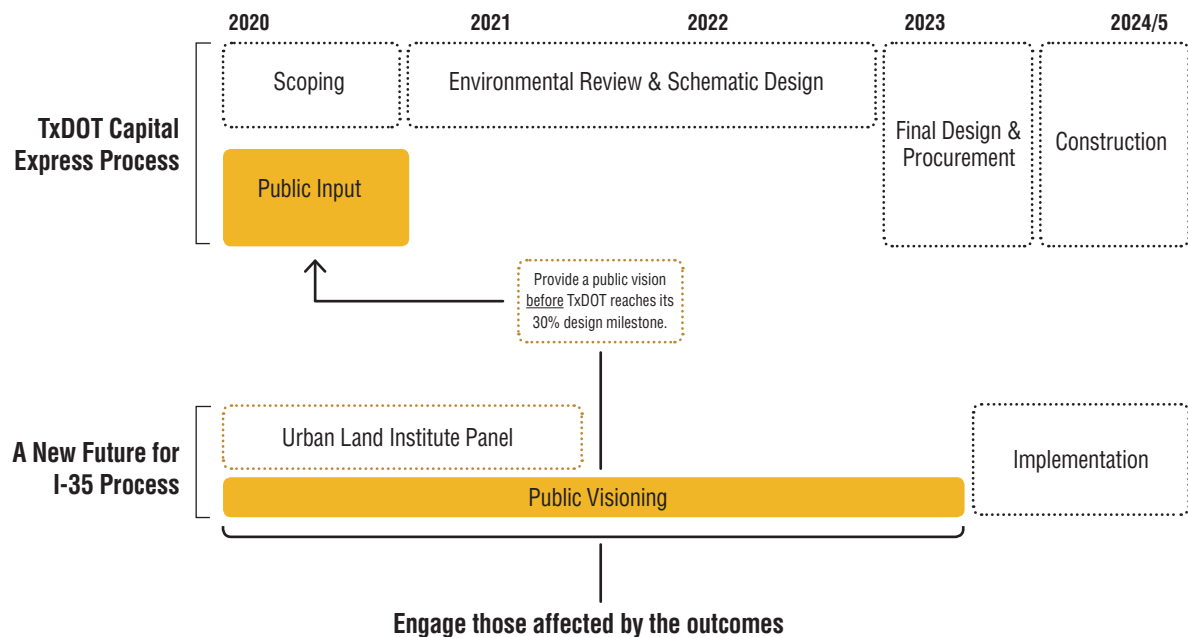 2020 2021 2022 2023 2024/5
TxDOT Capital
Express Process
Scoping
Environmental Review & Schematic Design
Final Design &
Procurement
Construction
Public Input
Provide a public vision
before TxDOT reaches its
30% design milestone.
A New Future for
I-35 Process
Urban Land Institute Panel
Public Visioning
Implementation
Engage those affected by the outcomes